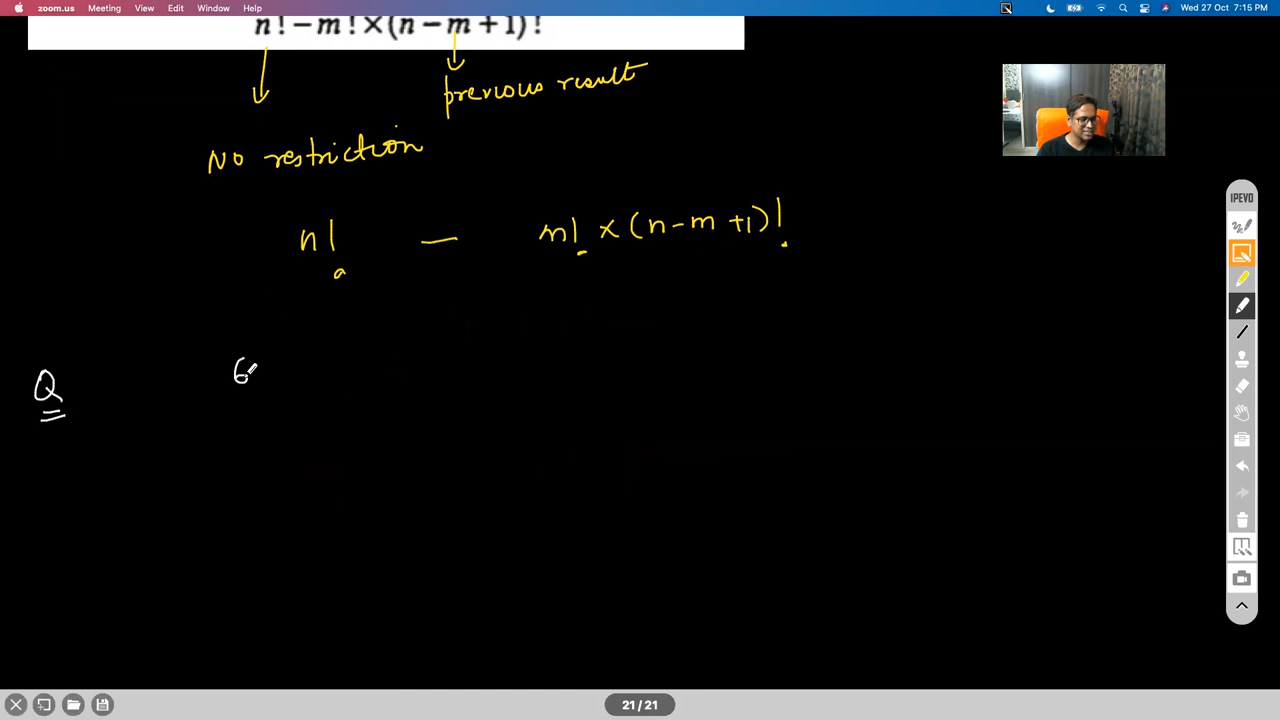 zoom.us Meeting View Edit Window Help Wed 27 Oct 7:15 PM
n!−m!×(n−m+1)!
previous result
No restriction
n! — m! × (n-m+1)!
Q 6
IPEVO
21 / 21